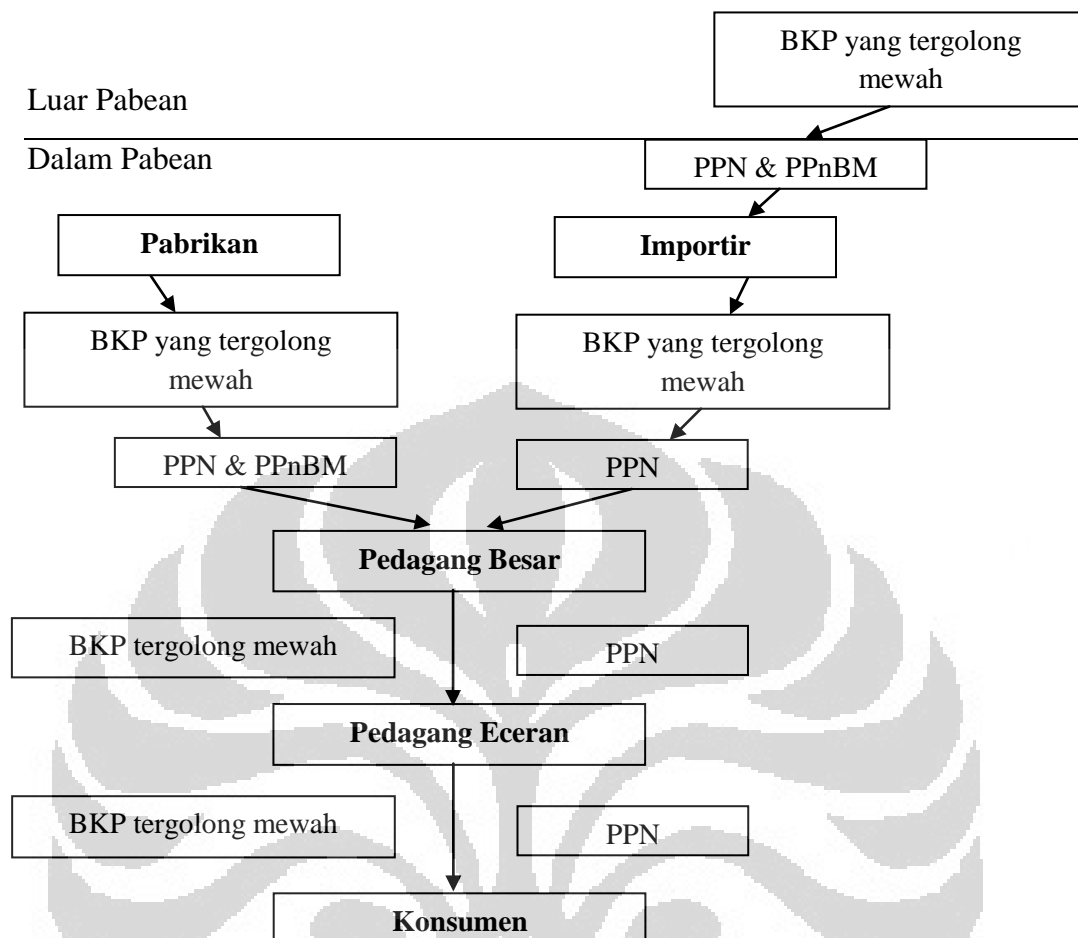 BKP yang tergolong
mewah
Luar Pabean
Dalam Pabean
PPN & PPnBM
Pabrikan
Importir
BKP yang tergolong
mewah
BKP yang tergolong
mewah
PPN & PPnBM
PPN
Pedagang Besar
BKP tergolong mewah
PPN
Pedagang Eceran
BKP tergolong mewah
PPN
Konsumen